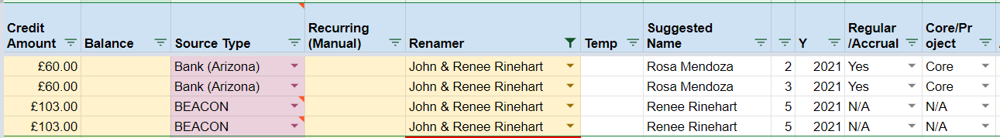 Credit Amount Balance Source Type Recurring (Manual) Renamer Temp Suggested Name Y Regular /Accrual Core/Pr oject
£60.00 Bank (Arizona) John & Renee Rinehart Rosa Mendoza 2 2021 Yes Core
£60.00 Bank (Arizona) John & Renee Rinehart Rosa Mendoza 3 2021 Yes Core
£103.00 BEACON John & Renee Rinehart Renee Rinehart 5 2021 N/A N/A
£103.00 BEACON John & Renee Rinehart Renee Rinehart 5 2021 N/A N/A